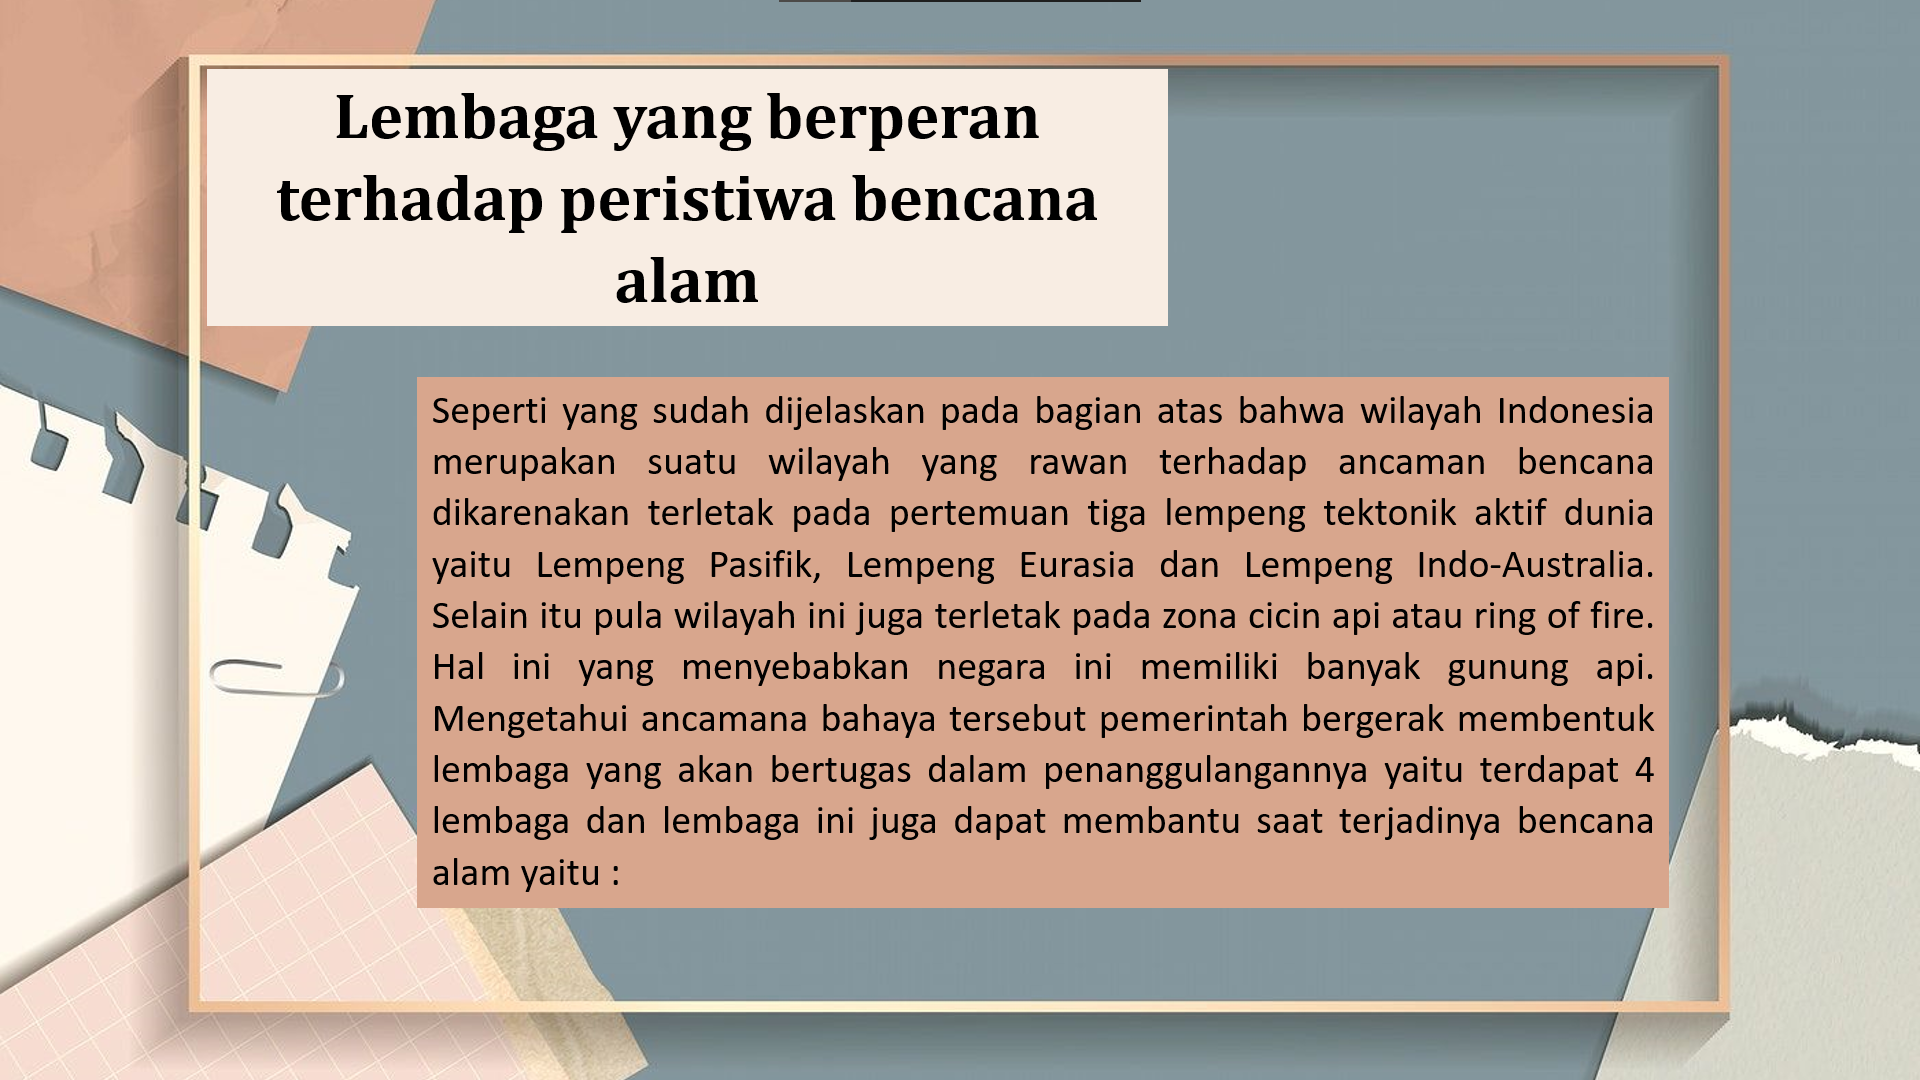 Lembaga yang berperan
terhadap peristiwa bencana
alam
Seperti yang sudah dijelaskan pada bagian atas bahwa wilayah Indonesia
merupakan suatu wilayah yang rawan terhadap ancaman bencana
dikarenakan terletak pada pertemuan tiga lempeng tektonik aktif dunia
yaitu Lempeng Pasifik, Lempeng Eurasia dan Lempeng Indo-Australia.
Selain itu pula wilayah ini juga terletak pada zona cicin api atau ring of fire.
Hal ini yang menyebabkan negara ini memiliki banyak gunung api.
Mengetahui ancamana bahaya tersebut pemerintah bergerak membentuk
lembaga yang akan bertugas dalam penanggulangannya yaitu terdapat 4
lembaga dan lembaga ini juga dapat membantu saat terjadinya bencana
alam yaitu :